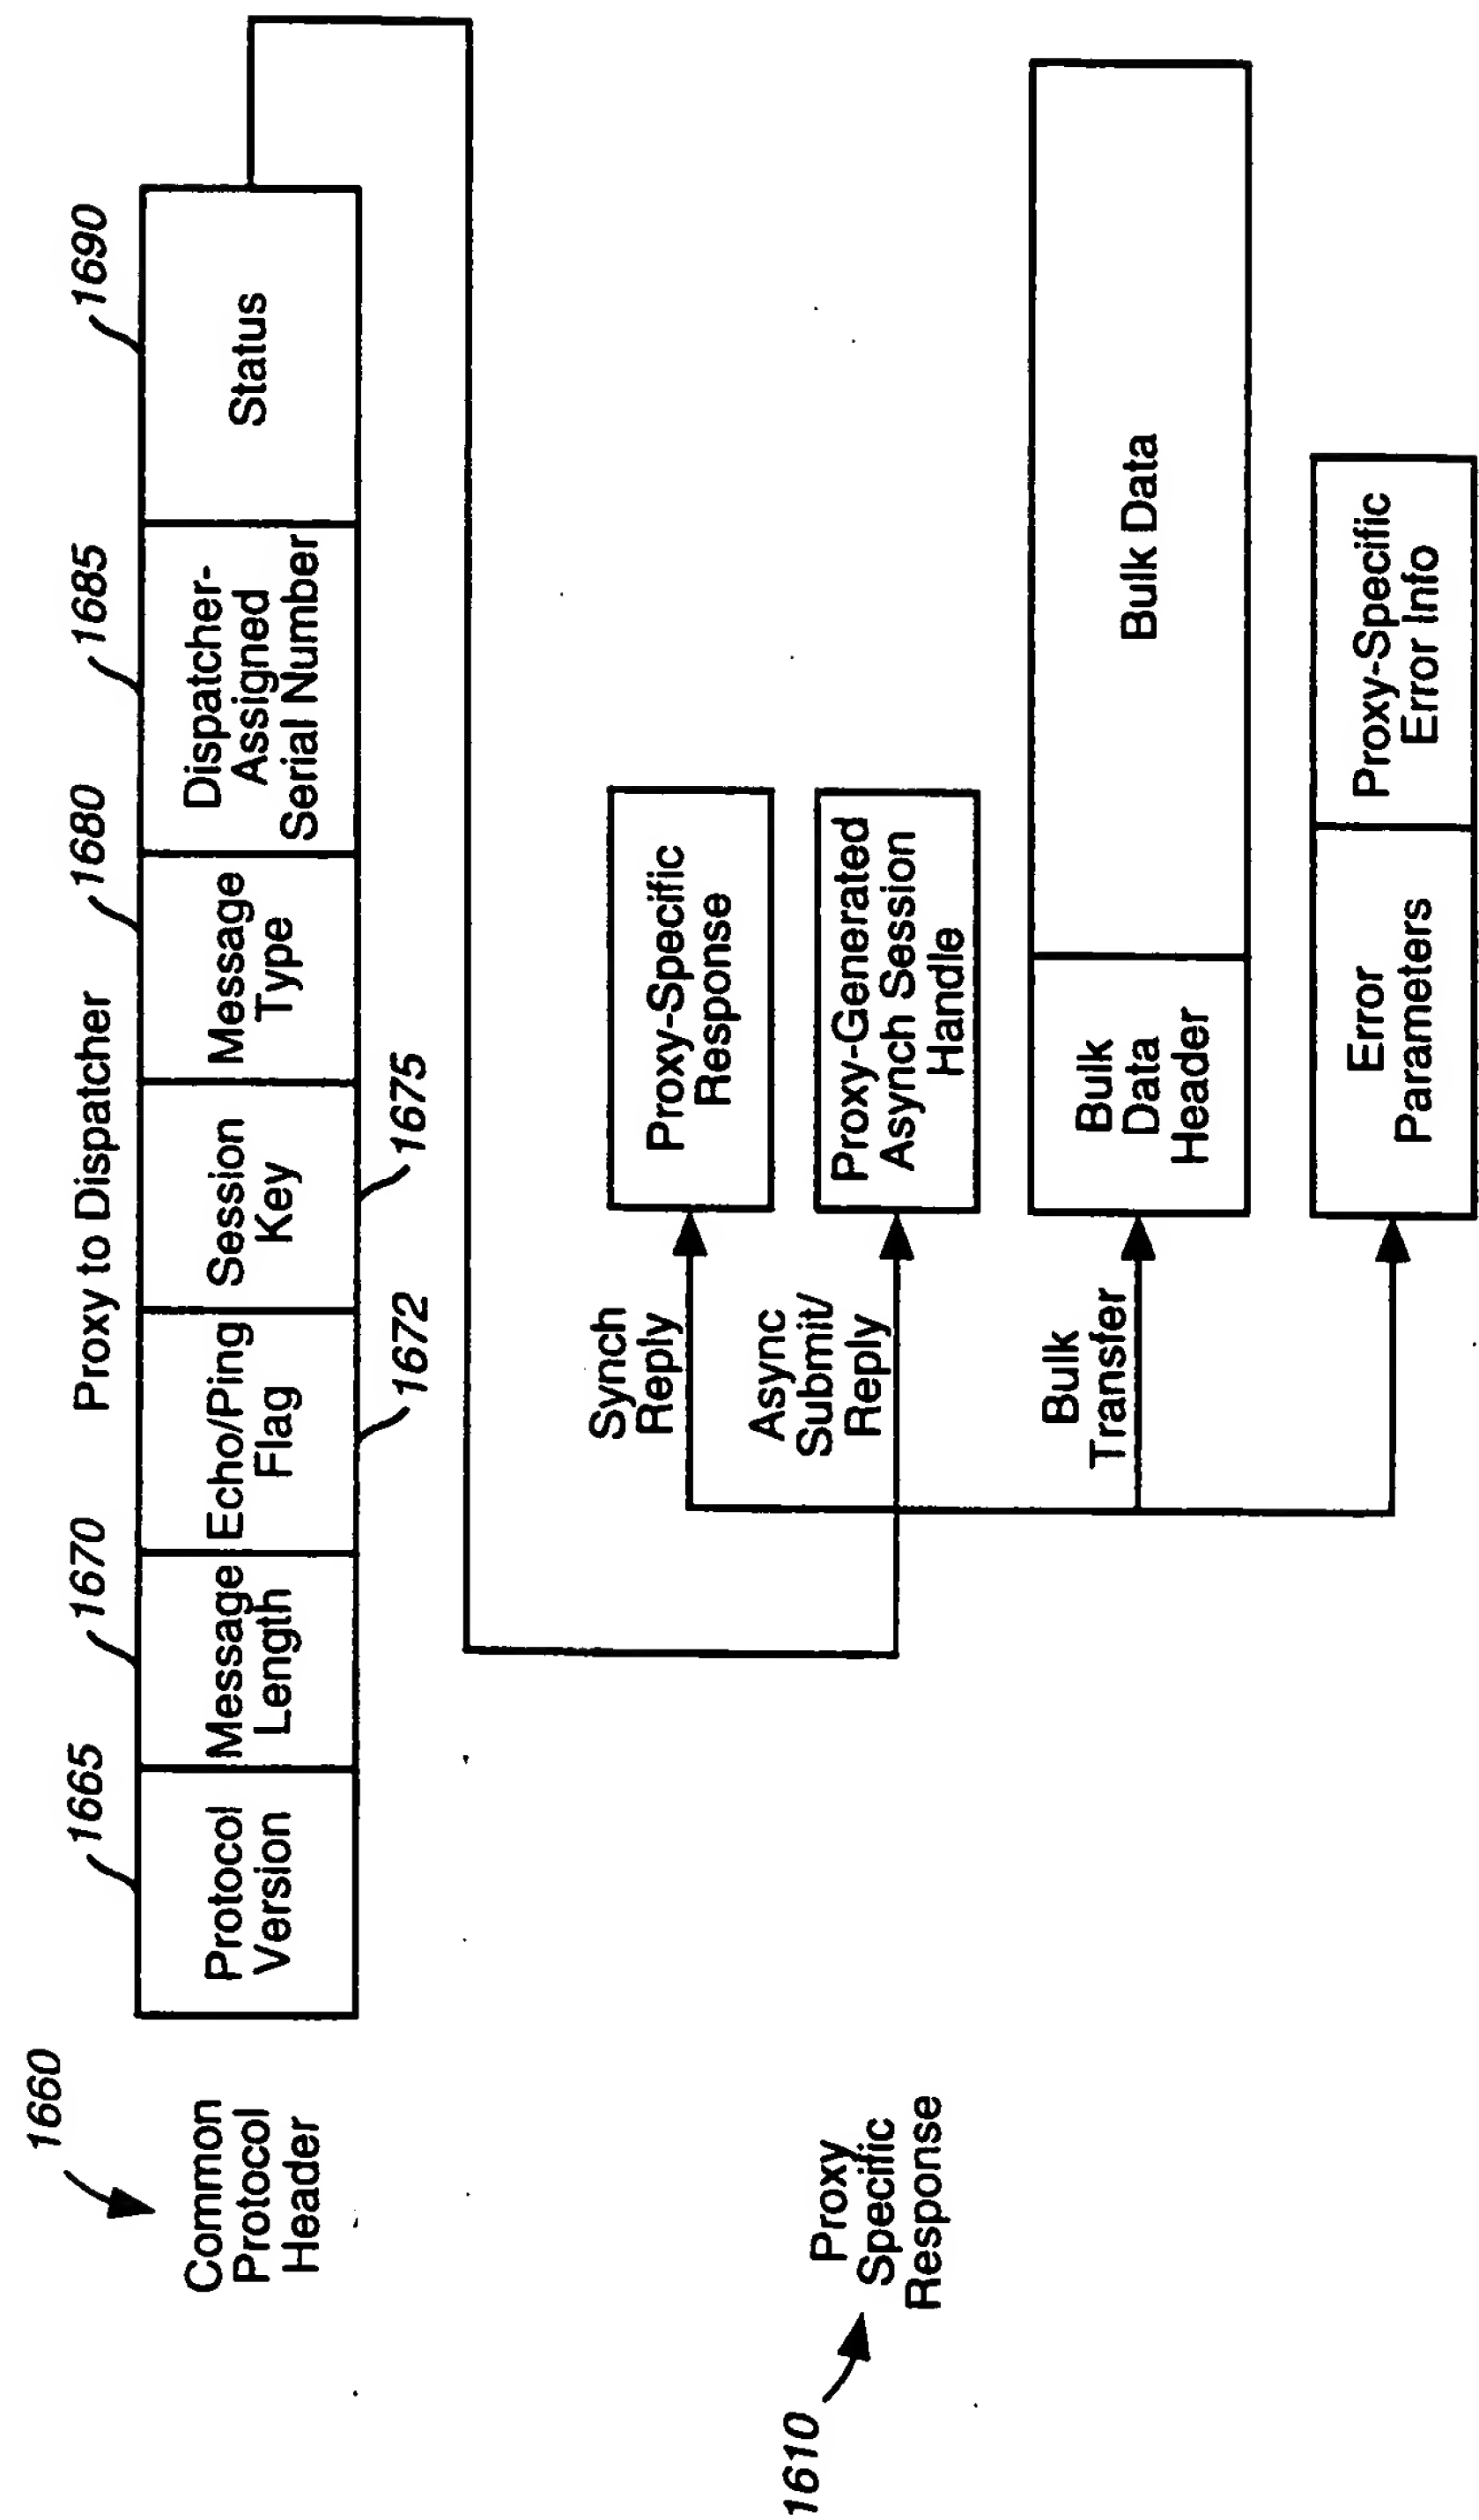 Proxy to Dispatcher
1660
Common
Protocol
Header
1665
1670
1680
1685
1690
Protocol
Version
Message
Length
Echo/Ping
Flag
Session
Key
Message
Type
Dispatcher-
Assigned
Serial Number
Status
1672
1675
Synch
Reply
Proxy-Specific
Response
Async
Submit/
Reply
Proxy-Generated
Asynch Session
Handle
1610
Proxy
Specific
Response
Bulk
Transfer
Bulk
Data
Header
Bulk Data
Error
Parameters
Proxy-Specific
Error Info